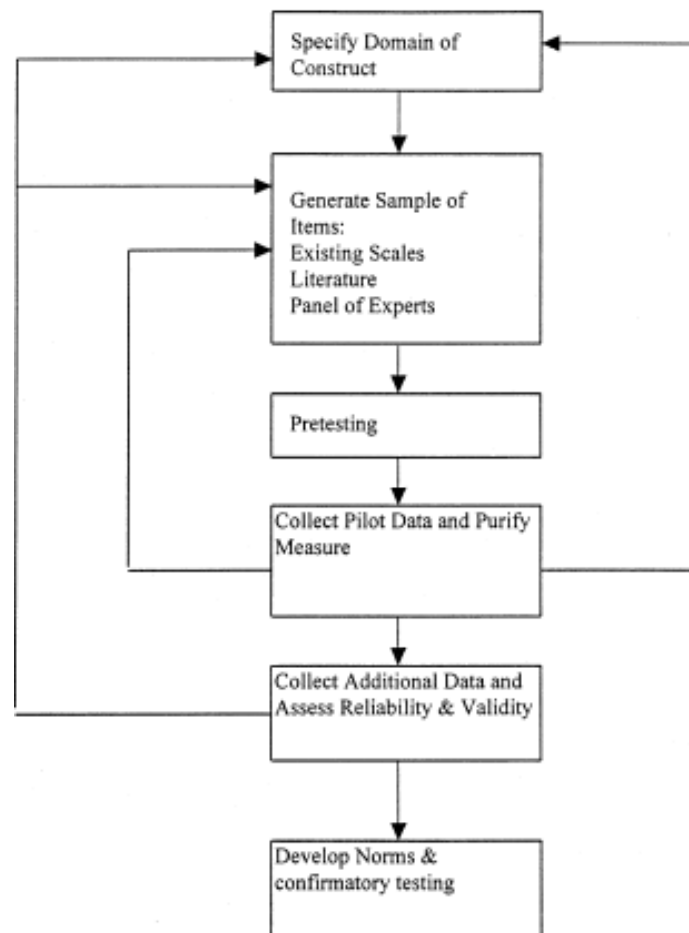 Specify Domain of
Construct
Generate Sample of
Items:
Existing Scales
Literature
Panel of Experts
Pretesting
Collect Pilot Data and Purify
Measure
Collect Additional Data and
Assess Reliability & Validity
Develop Norms &
confirmatory testing